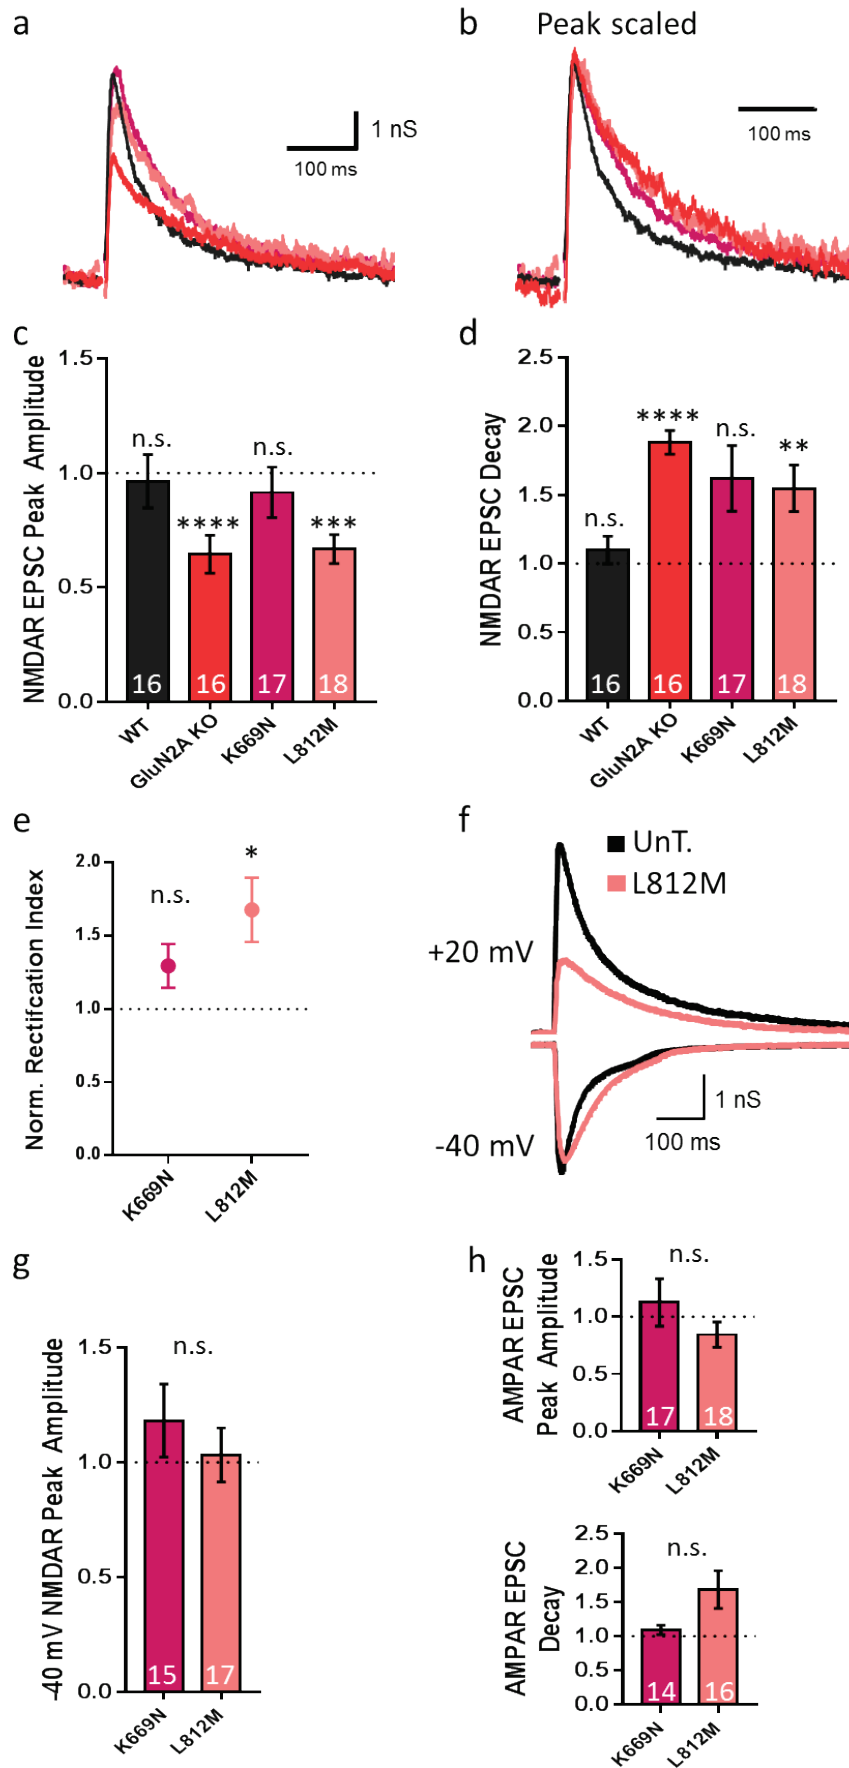 a
1 nS
100 ms
b
Peak scaled
100 ms
c
NMDAR EPSC Peak Amplitude
1.5
1.0
0.5
0.0
n.s.
****
n.s.
***
16
16
17
18
WT
GluN2A KO
K669N
L812M
d
NMDAR EPSC Decay
2.5
2.0
1.5
1.0
0.5
0.0
n.s.
****
n.s.
**
16
16
17
18
WT
GluN2A KO
K669N
L812M
e
Norm. Rectifcation Index
2.0
1.5
1.0
0.5
0.0
n.s.
*
K669N
L812M
f
UnT.
L812M
+20 mV
-40 mV
1 nS
100 ms
g
-40 mV NMDAR Peak Amplitude
1.5
1.0
0.5
0.0
n.s.
15
17
K669N
L812M
h
AMPAR EPSC
Peak Amplitude
1.5
1.0
0.5
0.0
n.s.
17
18
K669N
L812M
AMPAR EPSC
Decay
2.5
2.0
1.5
1.0
0.5
0.0
n.s.
14
16
K669N
L812M